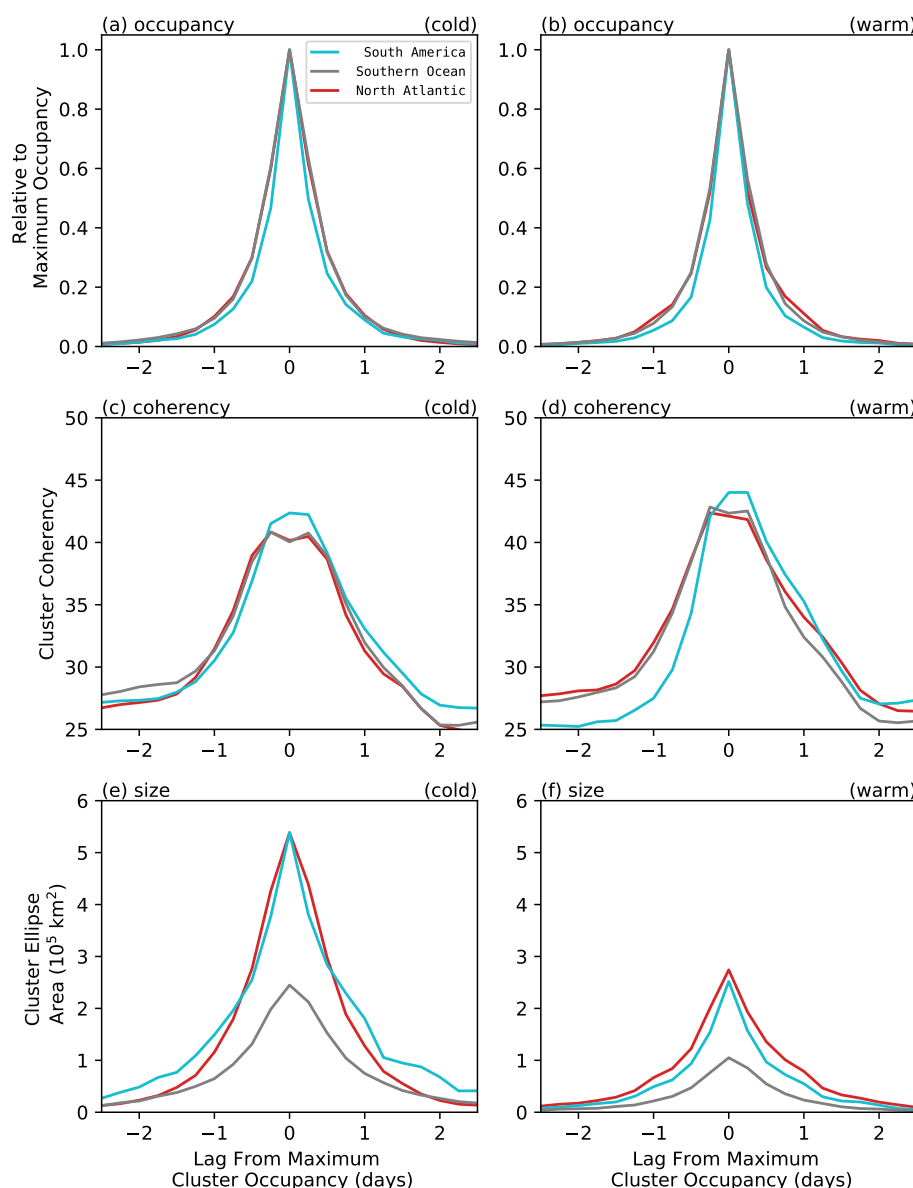 (a) occupancy (cold)
(b) occupancy (warm)
South America
Southern Ocean
North Atlantic
Relative to
Maximum Occupancy
1.0
0.8
0.6
0.4
0.2
0.0
−2 −1 0 1 2
1.0
0.8
0.6
0.4
0.2
0.0
−2 −1 0 1 2
(c) coherency (cold)
(d) coherency (warm)
Cluster Coherency
50
45
40
35
30
25
−2 −1 0 1 2
50
45
40
35
30
25
−2 −1 0 1 2
(e) size (cold)
(f) size (warm)
Cluster Ellipse
Area (10⁵ km²)
6
5
4
3
2
1
0
−2 −1 0 1 2
6
5
4
3
2
1
0
−2 −1 0 1 2
Lag From Maximum
Cluster Occupancy (days)
Lag From Maximum
Cluster Occupancy (days)